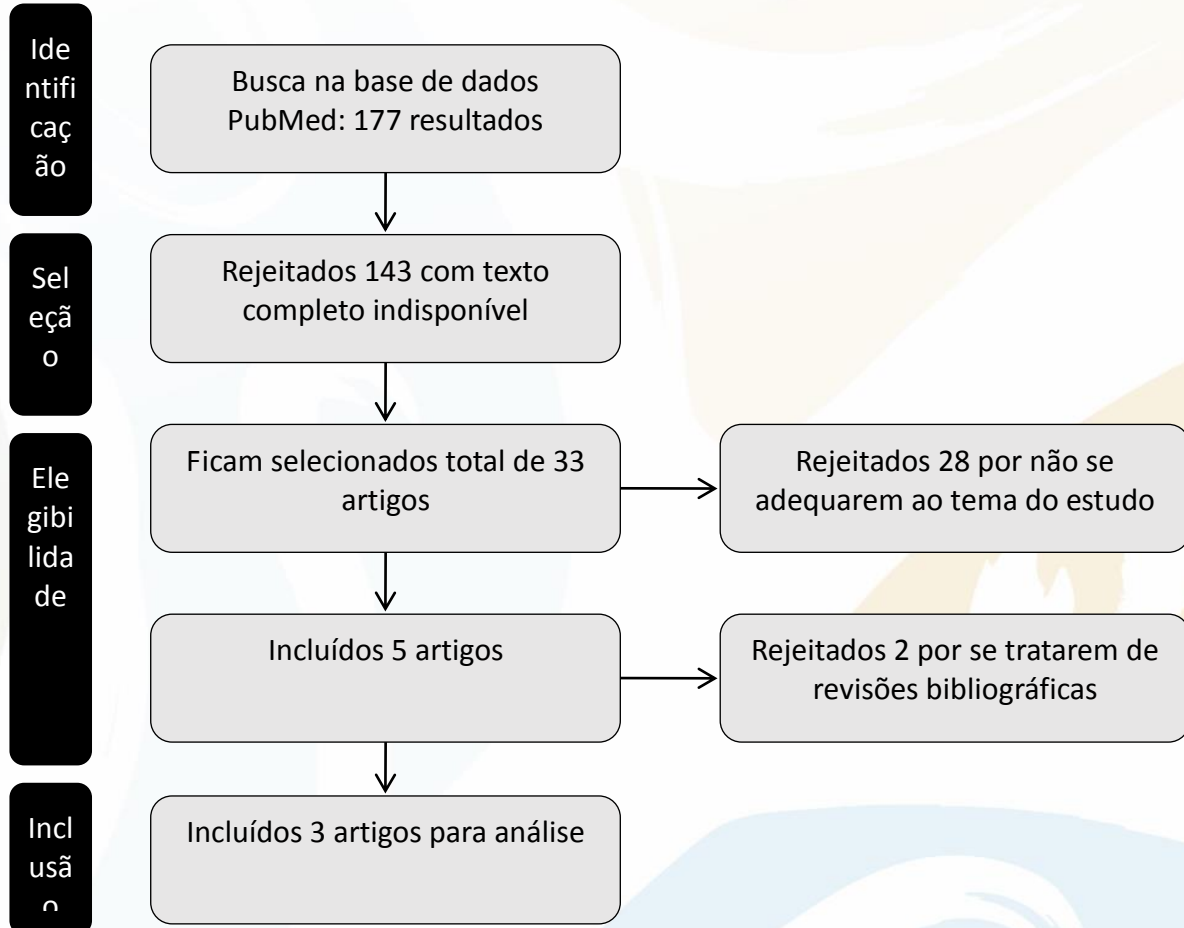 Ide
ntifi
caç
ão
Busca na base de dados
PubMed: 177 resultados
Sel
eçã
o
Rejeitados 143 com texto
completo indisponível
Ele
gibi
lida
de
Ficam selecionados total de 33
artigos
Rejeitados 28 por não se
adequarem ao tema do estudo
Incluídos 5 artigos
Rejeitados 2 por se tratarem de
revisões bibliográficas
Incl
usã
o
Incluídos 3 artigos para análise